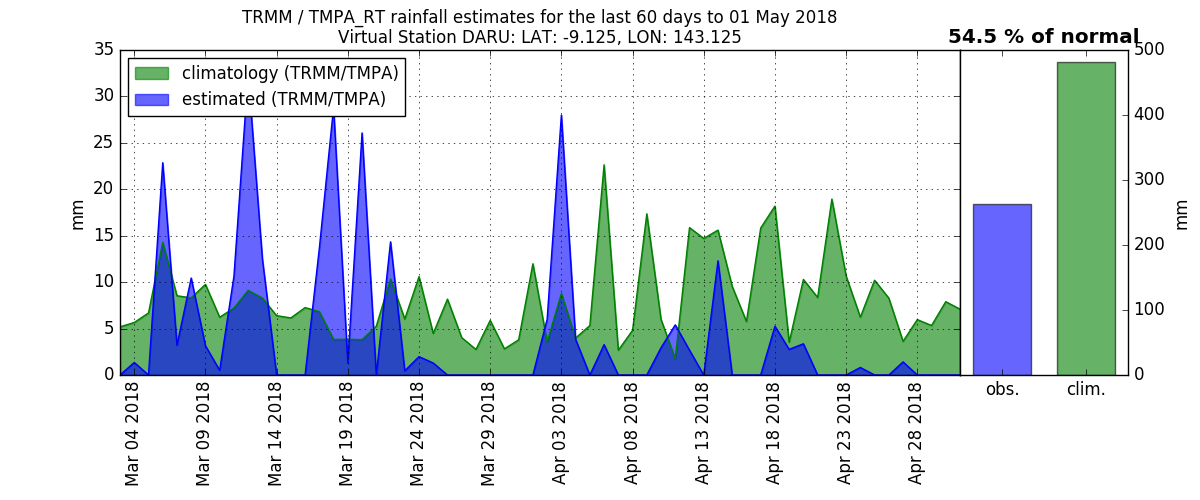 TRMM / TMPA_RT rainfall estimates for the last 60 days to 01 May 2018
Virtual Station DARU: LAT: -9.125, LON: 143.125
54.5 % of normal
climatology (TRMM/TMPA)
estimated (TRMM/TMPA)
35
30
25
20
15
10
5
0
mm
Mar 04 2018
Mar 09 2018
Mar 14 2018
Mar 19 2018
Mar 24 2018
Mar 29 2018
Apr 03 2018
Apr 08 2018
Apr 13 2018
Apr 18 2018
Apr 23 2018
Apr 28 2018
500
400
300
200
100
0
mm
obs.
clim.